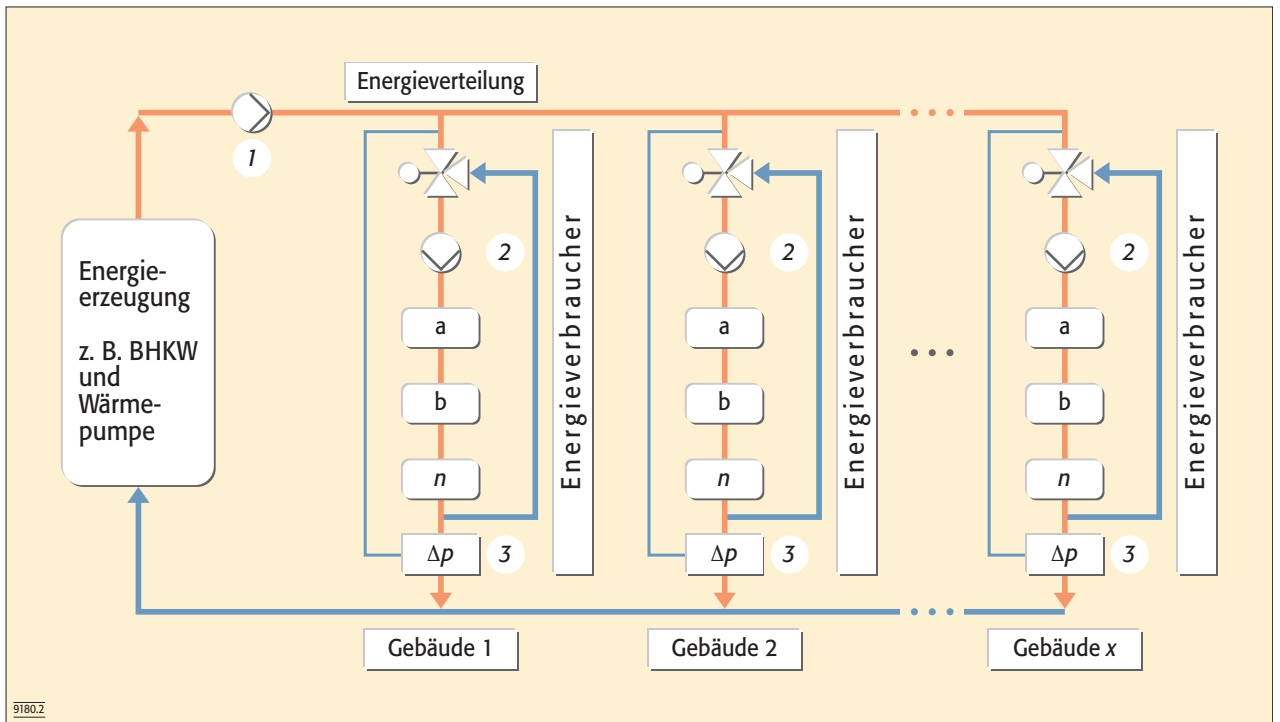 Energieverteilung
1
Energie-
erzeugung
z. B. BHKW
und
Wärme-
pumpe
2
a
b
n
Δp
3
Energieverbraucher
Gebäude 1
2
a
b
n
Δp
3
Energieverbraucher
Gebäude 2
2
a
b
n
Δp
3
Energieverbraucher
Gebäude x
9180.2